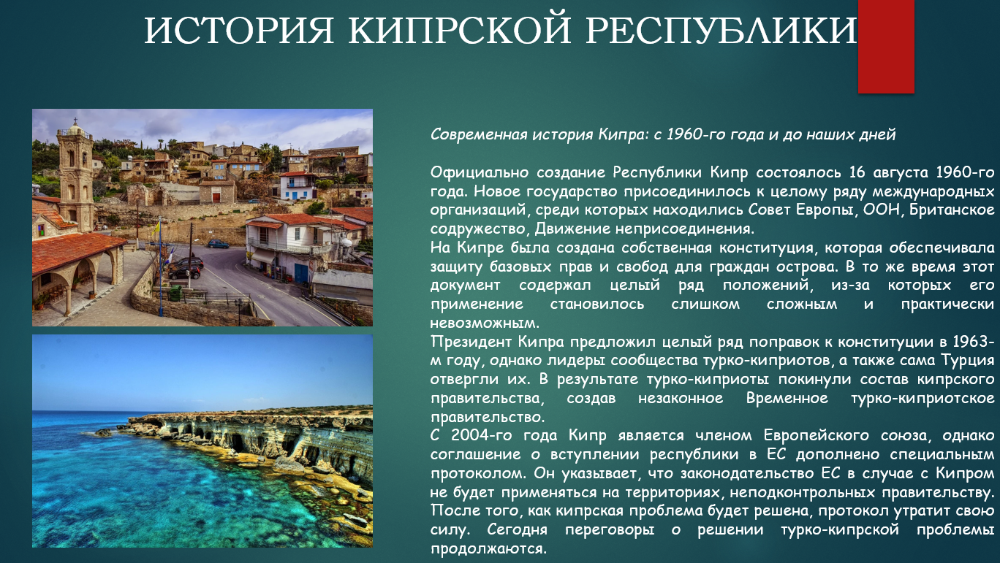 ИСТОРИЯ КИПРСКОЙ РЕСПУБЛИКИ
Современная история Кипра: с 1960-го года и до наших дней
Официально создание Республики Кипр состоялось 16 августа 1960-го
года. Новое государство присоединилось к целому ряду международных
организаций, среди которых находились Совет Европы, ООН, Британское
содружество, Движение неприсоединения.
На Кипре была создана собственная конституция, которая обеспечивала
защиту базовых прав и свобод для граждан острова. В то же время этот
документ содержал целый ряд положений, из-за которых его
применение становилось слишком сложным и практически
невозможным.
Президент Кипра предложил целый ряд поправок к конституции в 1963-
м году, однако лидеры сообщества турко-киприотов, а также сама Турция
отвергли их. В результате турко-киприоты покинули состав кипрского
правительства, создав незаконное Временное турко-киприотское
правительство.
С 2004-го года Кипр является членом Европейского союза, однако
соглашение о вступлении республики в ЕС дополнено специальным
протоколом. Он указывает, что законодательство ЕС в случае с Кипром
не будет применяться на территориях, неподконтрольных правительству.
После того, как кипрская проблема будет решена, протокол утратит свою
силу. Сегодня переговоры о решении турко-кипрской проблемы
продолжаются.